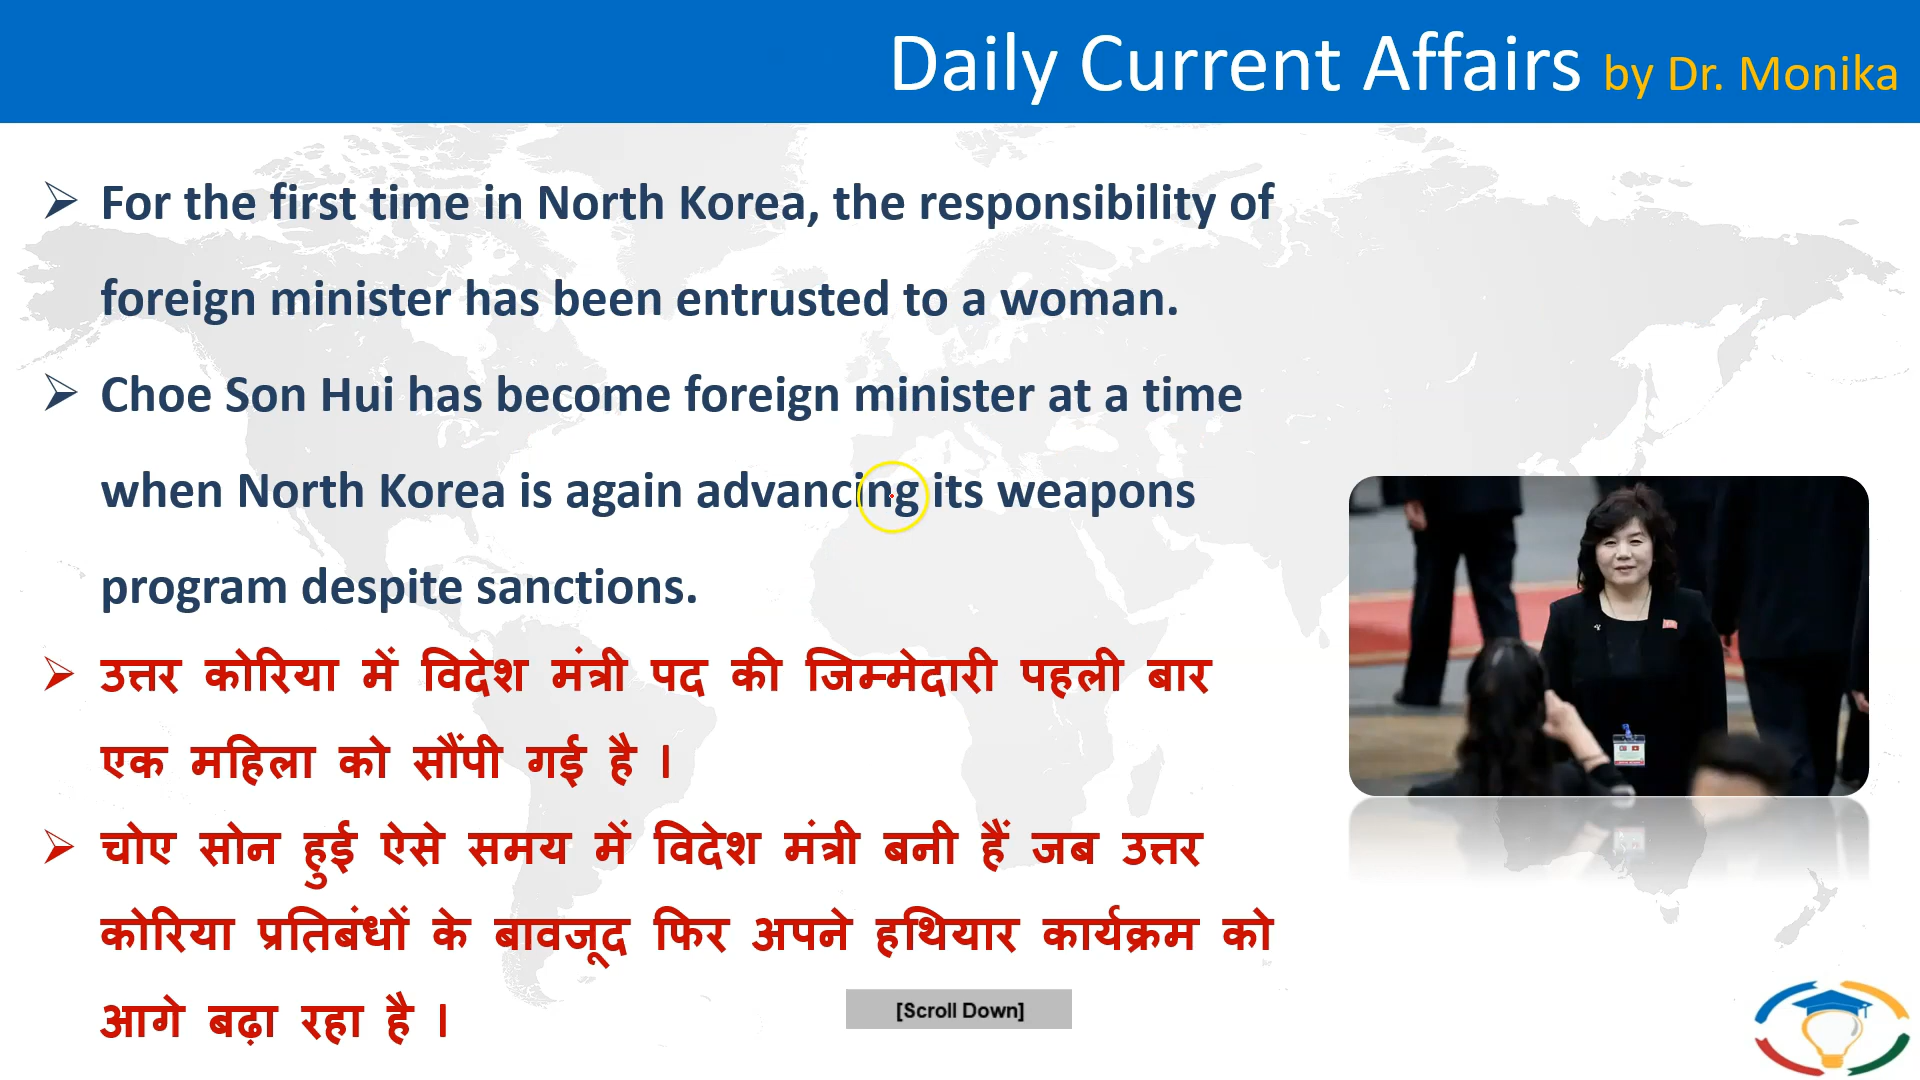 Daily Current Affairs by Dr. Monika
For the first time in North Korea, the responsibility of
foreign minister has been entrusted to a woman.
Choe Son Hui has become foreign minister at a time
when North Korea is again advancing its weapons
program despite sanctions.
उत्तर कोरिया में विदेश मंत्री पद की जिम्मेदारी पहली बार
एक महिला को सौंपी गई है ।
चोए सोन हुई ऐसे समय में विदेश मंत्री बनी हैं जब उत्तर
कोरिया प्रतिबंधों के बावजूद फिर अपने हथियार कार्यक्रम को
आगे बढ़ा रहा है ।
[Scroll Down]